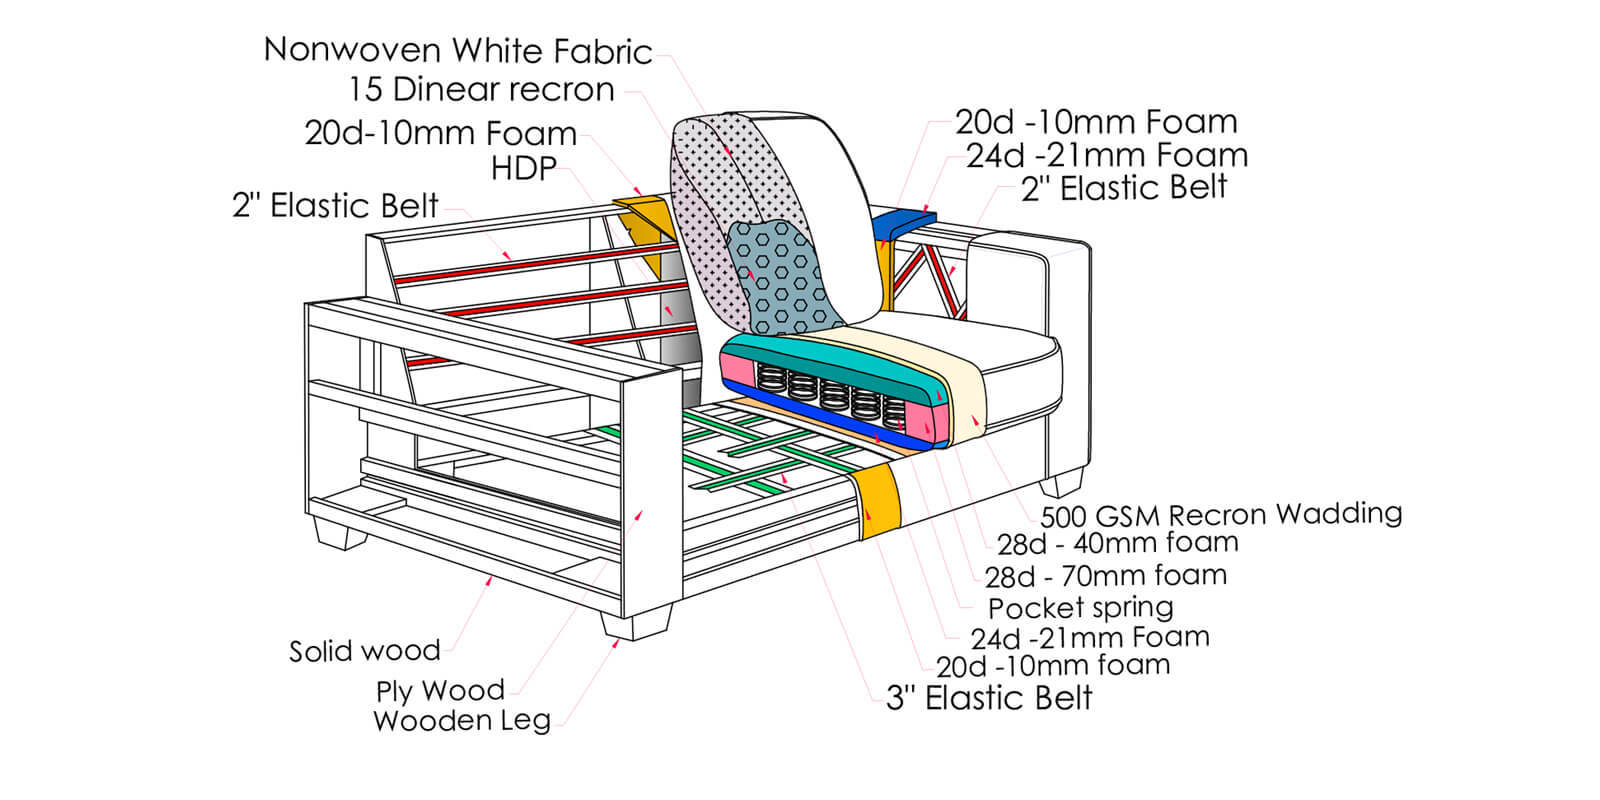 Nonwoven White Fabric
15 Dinear recron
20d-10mm Foam
HDP
2" Elastic Belt
20d -10mm Foam
24d -21mm Foam
2" Elastic Belt
500 GSM Recron Wadding
28d - 40mm foam
28d - 70mm foam
Pocket spring
24d -21mm Foam
20d -10mm foam
3" Elastic Belt
Solid wood
Ply Wood
Wooden Leg